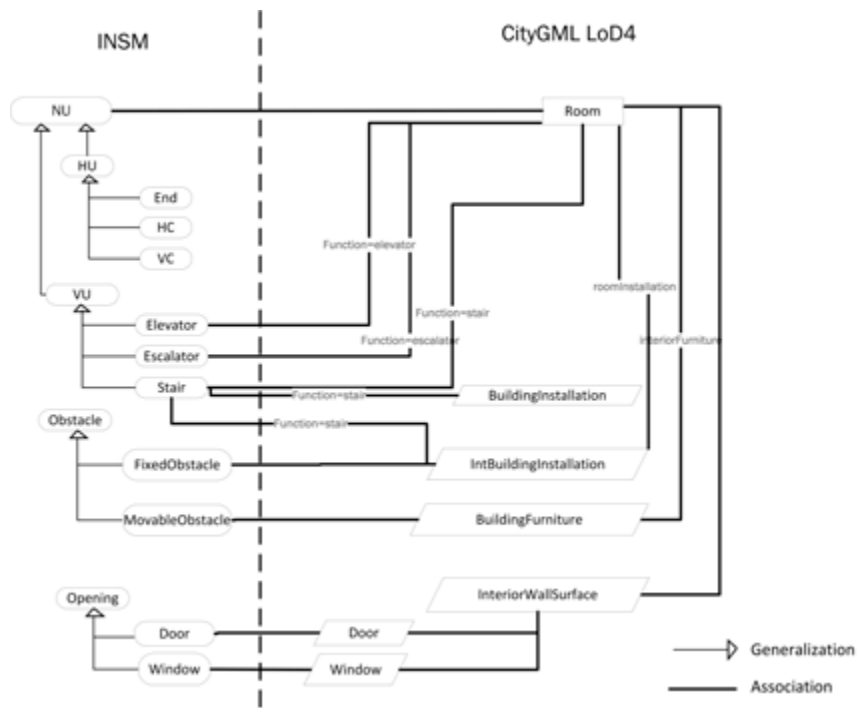 INSM
CityGML LoD4
NU
Room
HU
End
HC
VC
Function=elevator
VU
roomInstallation
Elevator
Function=stair
Escalator
Function=escalator
interiorFurniture
Stair
Function=stair
BuildingInstallation
Obstacle
Function=stair
FixedObstacle
IntBuildingInstallation
MovableObstacle
BuildingFurniture
Opening
InteriorWallSurface
Door
Door
Window
Window
Generalization
Association